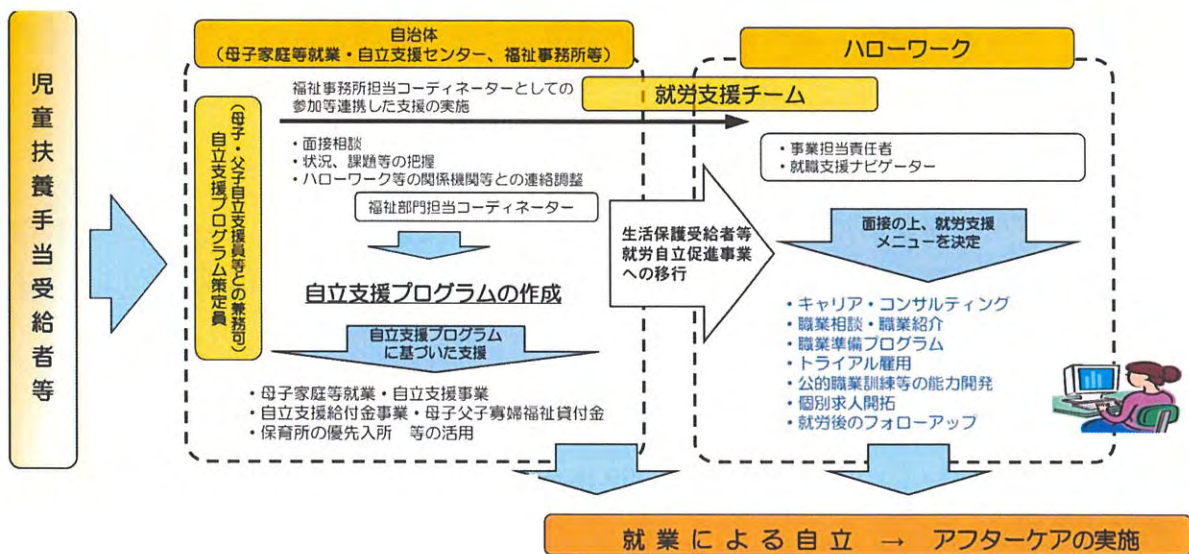 児童扶養手当受給者等
自治体
(母子家庭等就業・自立支援センター、福祉事務所等)
自立支援プログラム策定員
(母子・父子自立支援員等との兼務可)
福祉事務所担当コーディネーターとしての
参加等連携した支援の実施
就労支援チーム
・面接相談
・状況、課題等の把握
・ハローワーク等の関係機関等との連絡調整
福祉部門担当コーディネーター
自立支援プログラムの作成
自立支援プログラム
に基づいた支援
・母子家庭等就業・自立支援事業
・自立支援給付金事業・母子父子寡婦福祉貸付金
・保育所の優先入所 等の活用
生活保護受給者等
就労自立促進事業
への移行
ハローワーク
・事業担当責任者
・就職支援ナビゲーター
面接の上、就労支援
メニューを決定
・キャリア・コンサルティング
・職業相談・職業紹介
・職業準備プログラム
・トライアル雇用
・公的職業訓練等の能力開発
・個別求人開拓
・就労後のフォローアップ
就業による自立 → アフターケアの実施